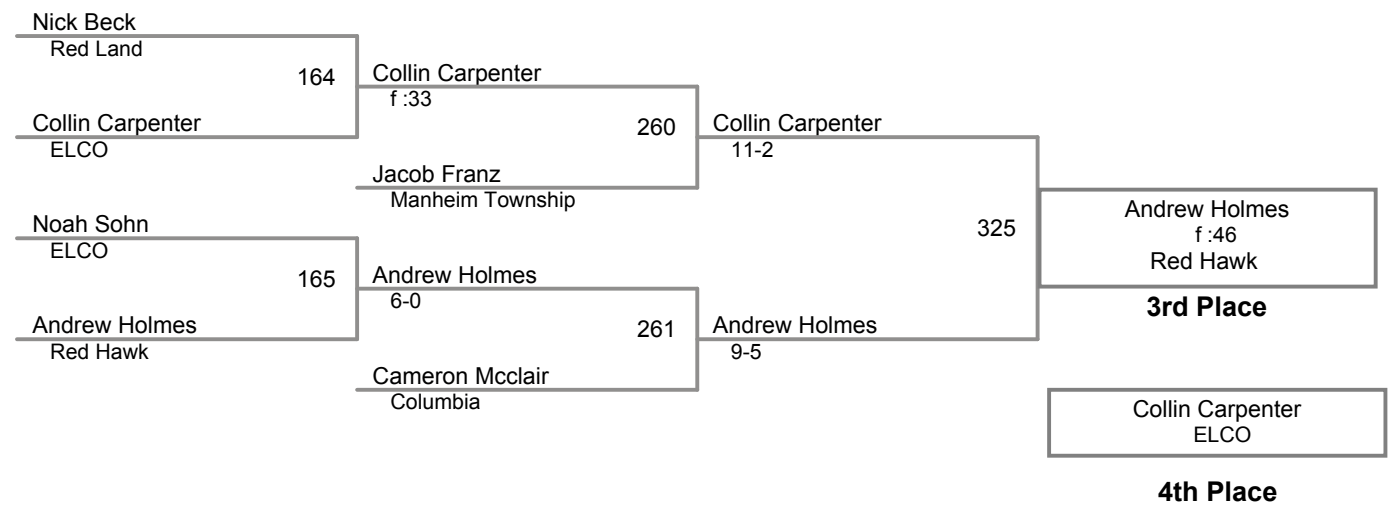 Nick Beck
Red Land
164
Collin Carpenter
f :33
Collin Carpenter
ELCO
260
Collin Carpenter
11-2
Jacob Franz
Manheim Township
Noah Sohn
ELCO
325
Andrew Holmes
f :46
Red Hawk
3rd Place
165
Andrew Holmes
6-0
Andrew Holmes
Red Hawk
261
Andrew Holmes
9-5
Cameron Mcclair
Columbia
Collin Carpenter
ELCO
4th Place